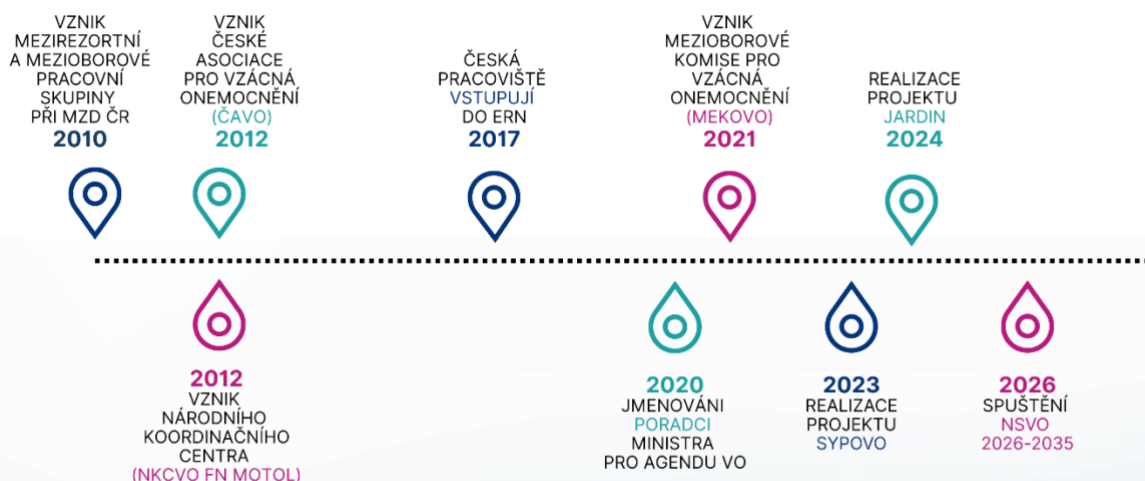 VZNIK
MEZIREZORTNÍ
A MEZIOBOROVÉ
PRACOVNÍ
SKUPINY
PŘI MZD ČR
2010
VZNIK
ČESKÉ
ASOCIACE
PRO VZÁCNÁ
ONEMOCNĚNÍ
(ČAVO)
2012
ČESKÁ
PRACOVIŠTĚ
VSTUPUJÍ
DO ERN
2017
VZNIK
MEZIOBOROVÉ
KOMISE PRO
VZÁCNÁ
ONEMOCNĚNÍ
(MEKOVO)
2021
REALIZACE
PROJEKTU
JARDIN
2024
2012
VZNIK
NÁRODNÍHO
KOORDINAČNÍHO
CENTRA
(NKCVO FN MOTOL)
2020
JMENOVÁNI
PORADCI
MINISTRA
PRO AGENDU VO
2023
REALIZACE
PROJEKTU
SYPOVO
2026
SPUŠTĚNÍ
NSVO
2026-2035